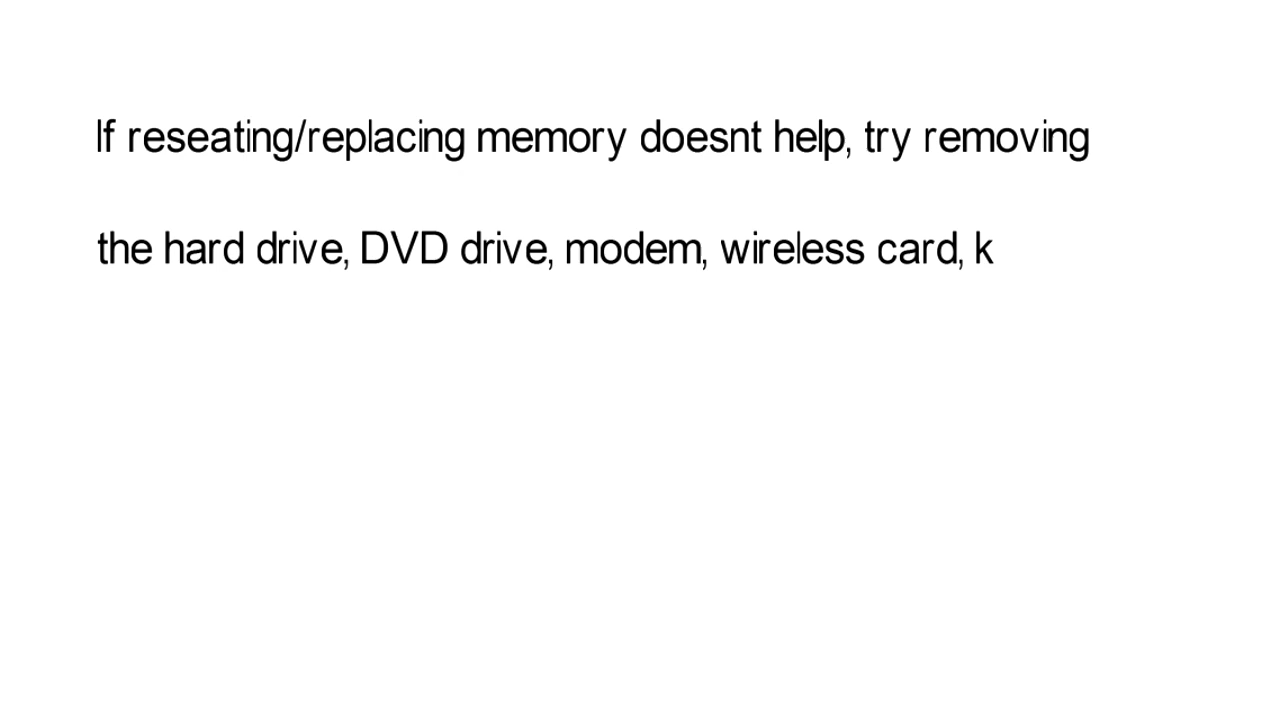 If reseating/replacing memory doesnt help, try removing
the hard drive, DVD drive, modem, wireless card, k